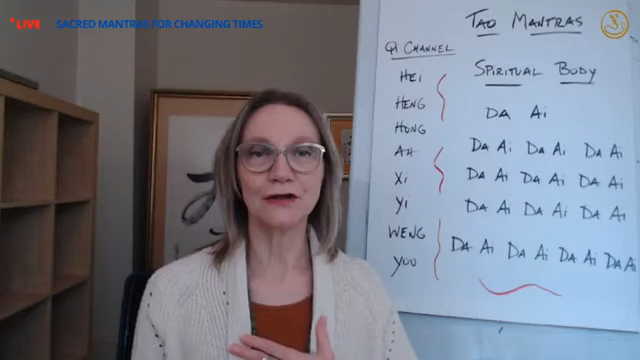 LIVE SACRED MANTRAS FOR CHANGING TIMES
TAO MANTRAS
QI CHANNEL
HEI
HENG
HONG
AH
XI
YI
WENG
YOU
SPIRITUAL BODY
DA Ai
DA Ai DA Ai DA Ai
DA Ai DA Ai DA Ai
DA Ai DA Ai DA Ai
DA Ai DA Ai DA Ai DA Ai